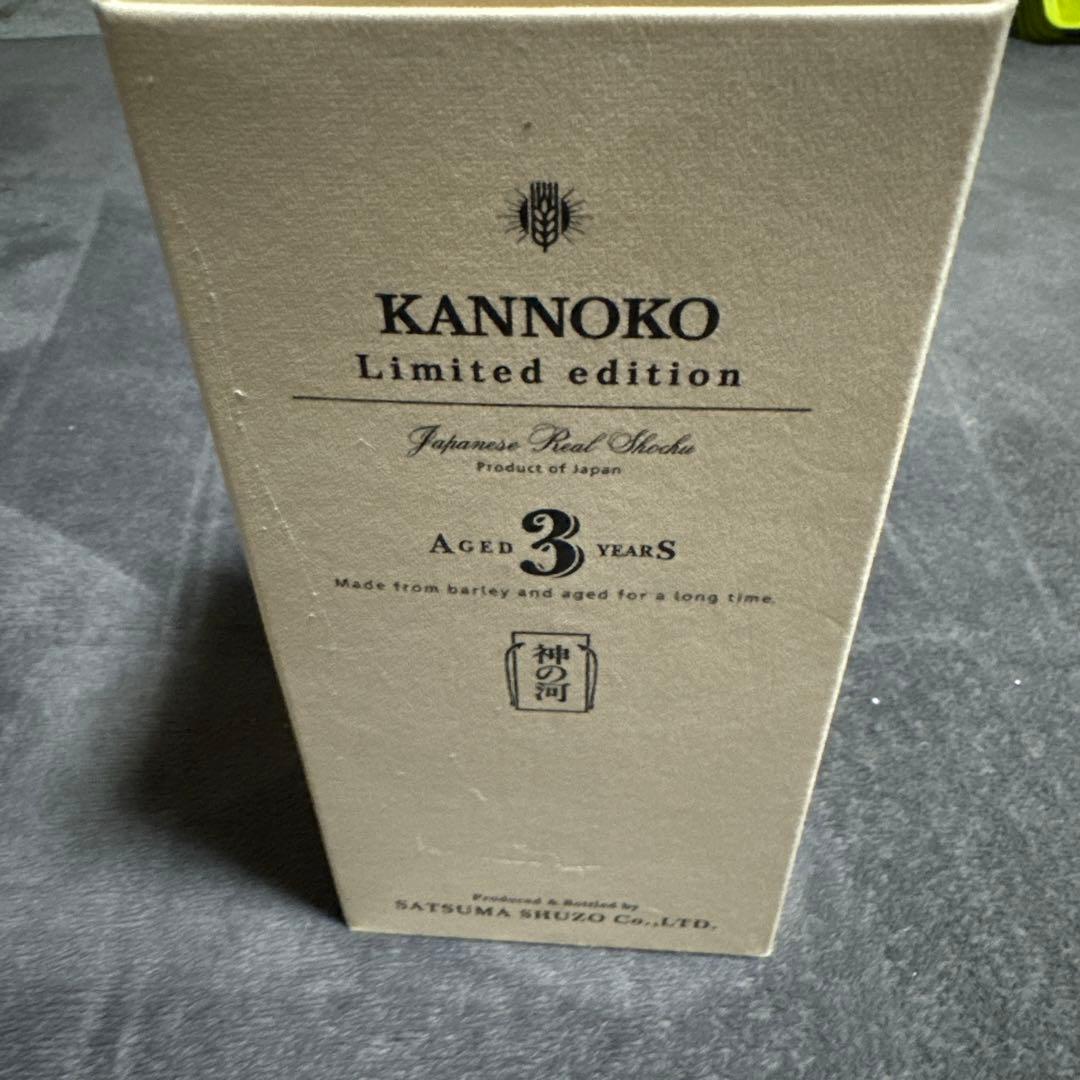 KANNOKO
Limited edition
Japanese Real Shochu
Product of Japan
AGED 3 YEARS
Made from barley and aged for a long time.
神の河
Produced & Bottled by
SATSUMA SHUZO Co.,LTD.